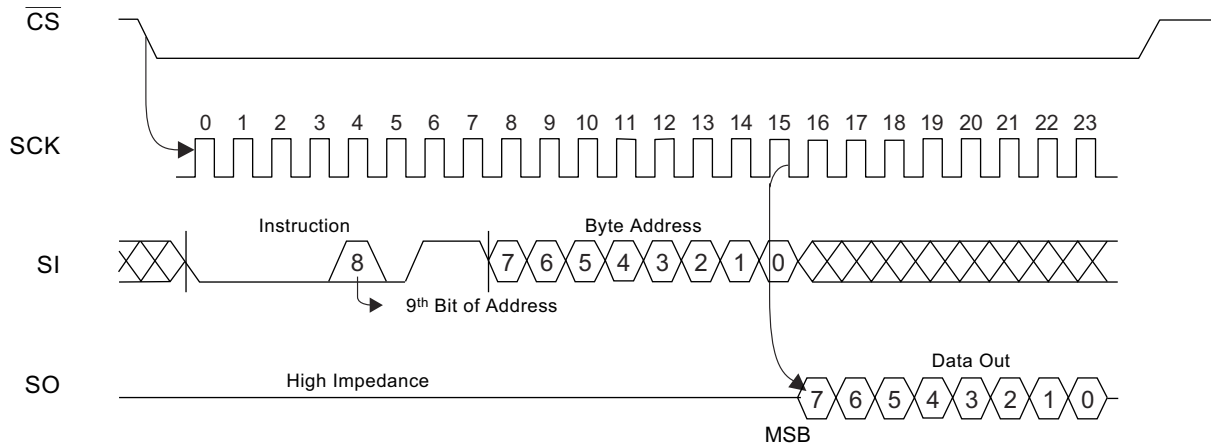 CS
0 1 2 3 4 5 6 7 8 9 10 11 12 13 14 15 16 17 18 19 20 21 22 23
SCK
Instruction Byte Address
SI 8 7 6 5 4 3 2 1 0
9th Bit of Address
Data Out
SO High Impedance 7 6 5 4 3 2 1 0
MSB